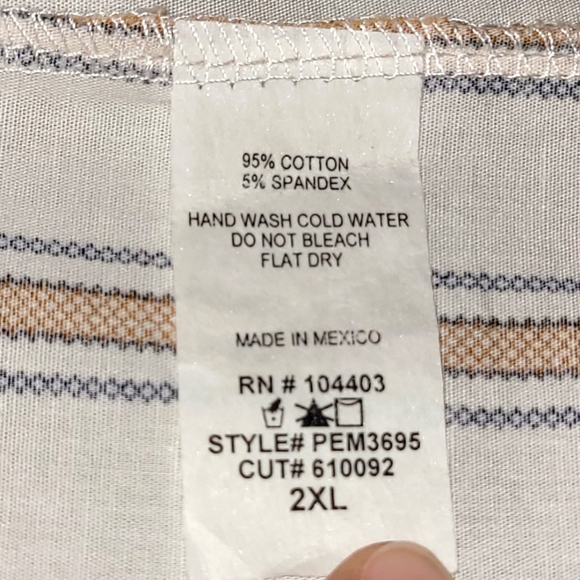 95% COTTON
5% SPANDEX
HAND WASH COLD WATER
DO NOT BLEACH
FLAT DRY
MADE IN MEXICO
RN # 104403
STYLE# PEM3695
CUT# 610092
2XL